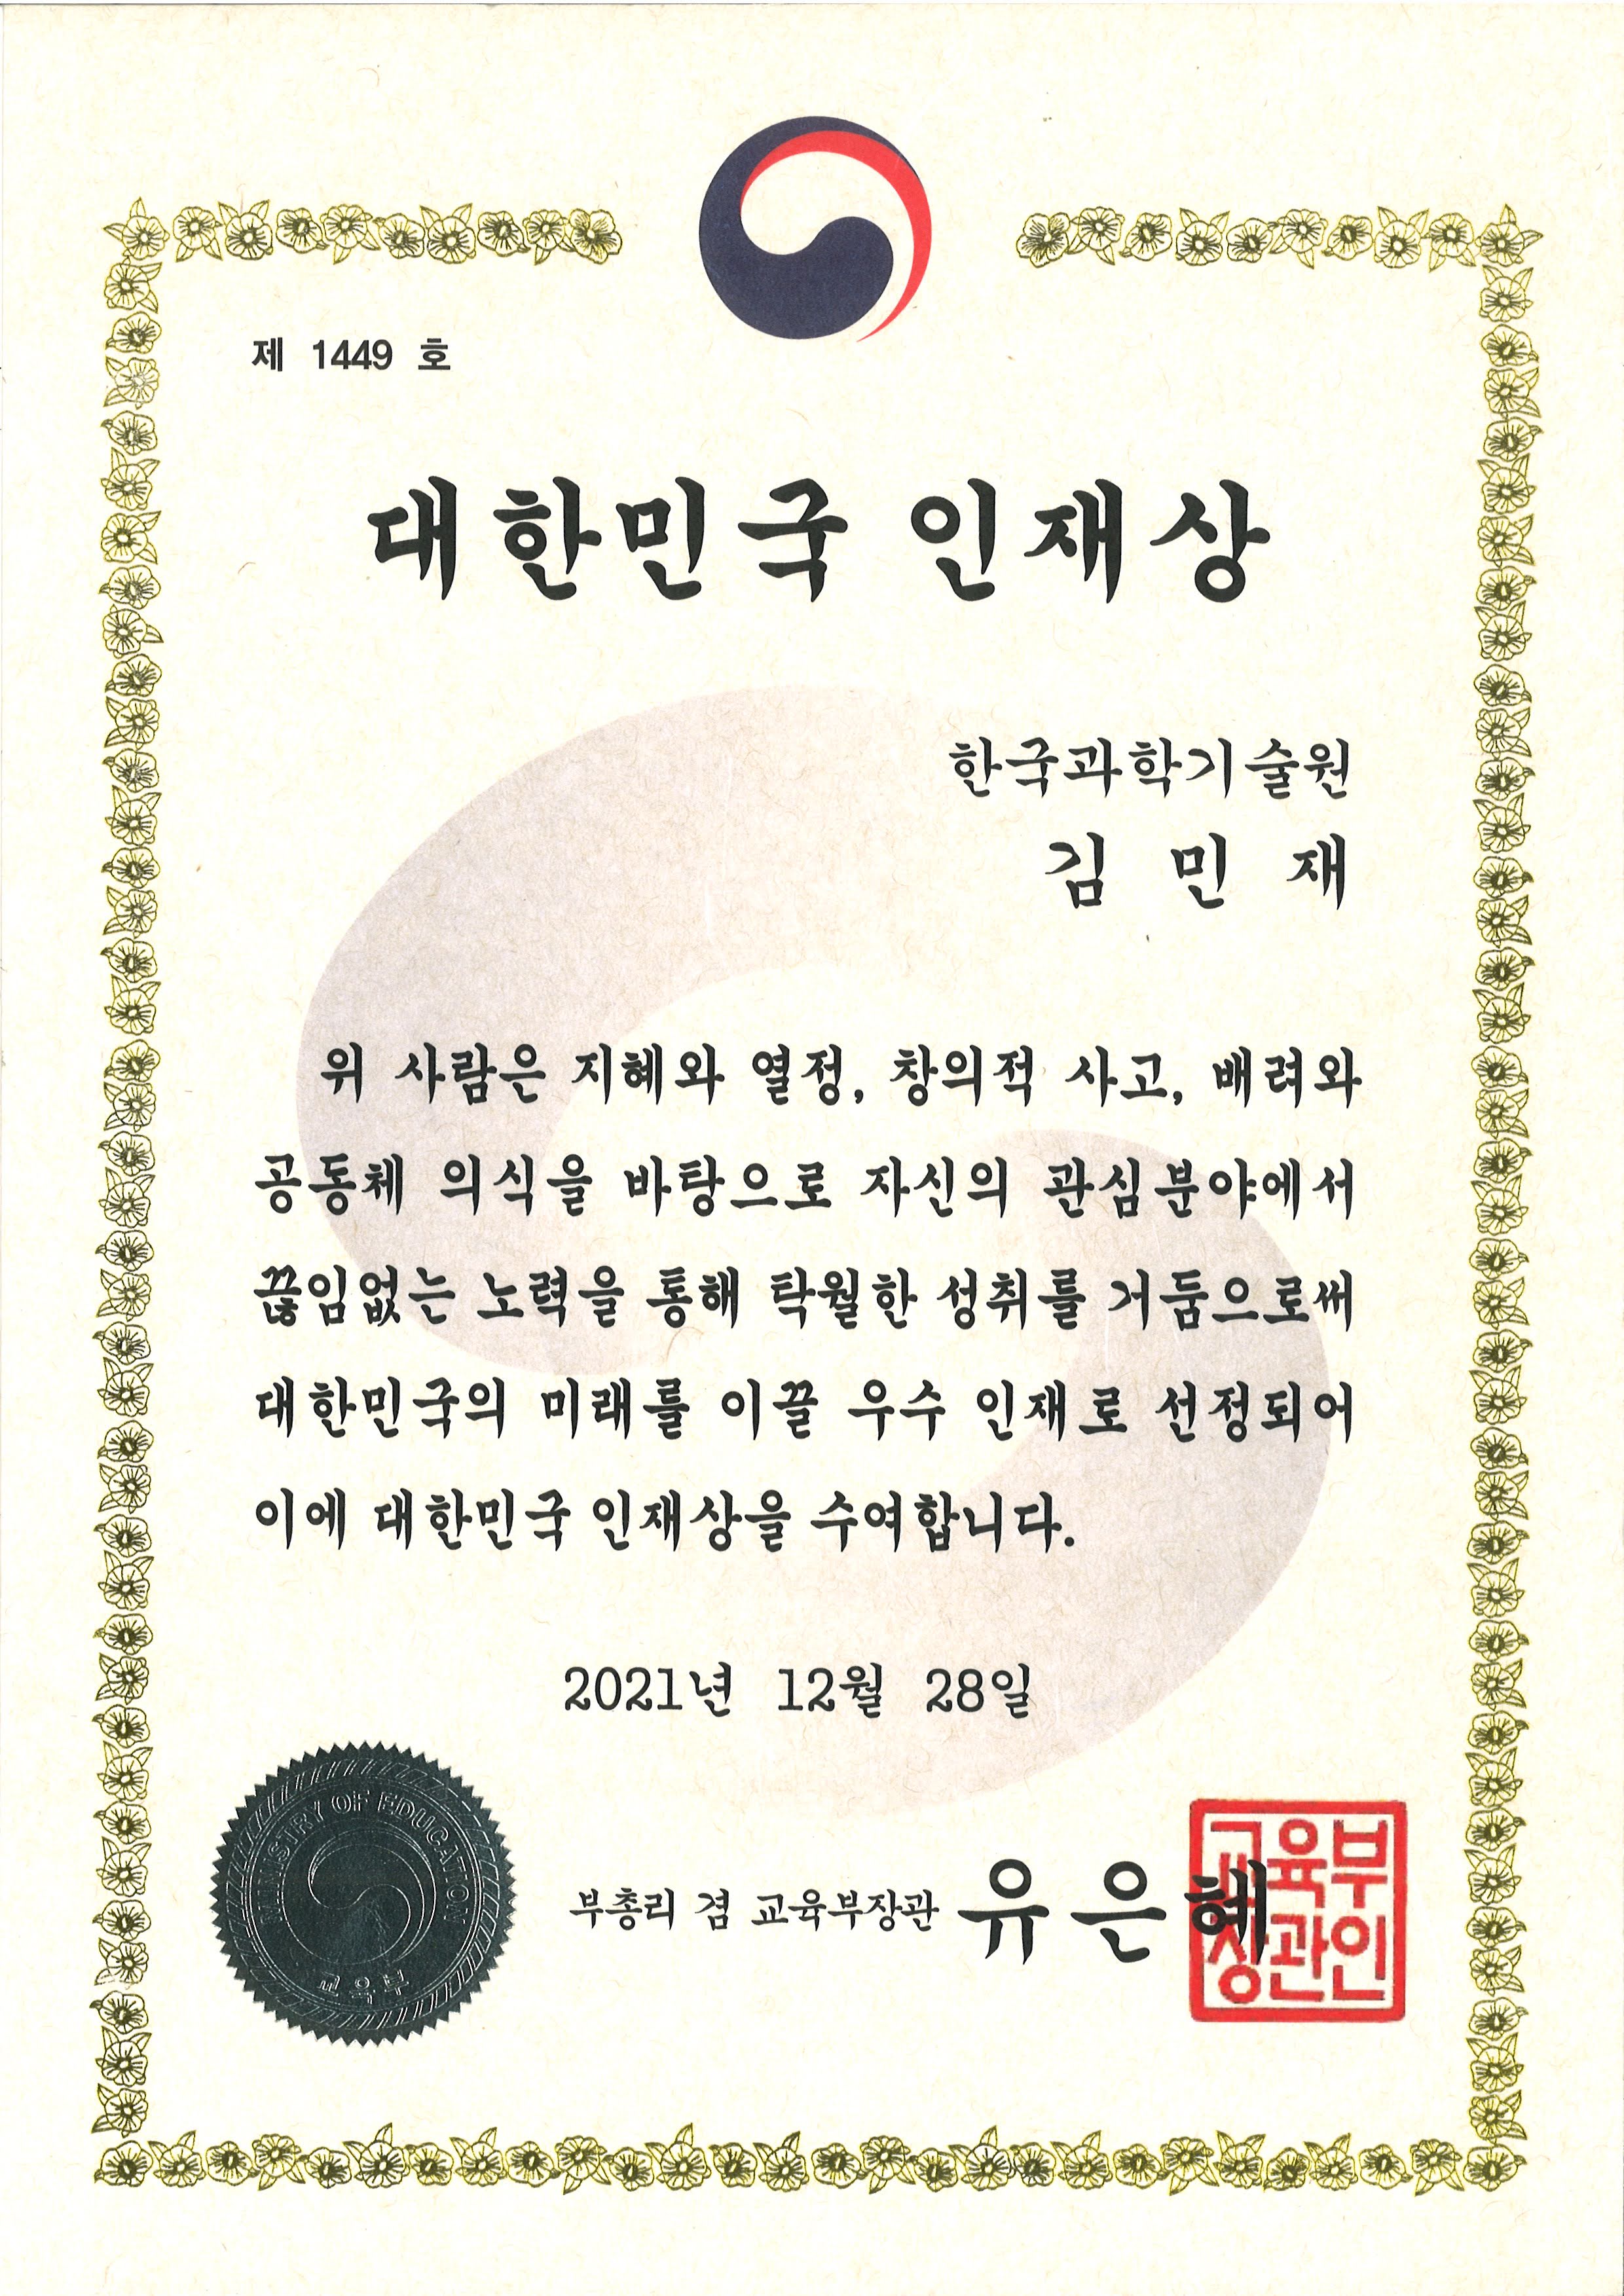 제 1449 호
대한민국 인재상
한국과학기술원
김 민 재
위 사람은 지혜와 열정, 창의적 사고, 배려와
공동체 의식을 바탕으로 자신의 관심분야에서
끊임없는 노력을 통해 탁월한 성취를 거둠으로써
대한민국의 미래를 이끌 우수 인재로 선정되어
이에 대한민국 인재상을 수여합니다.
2021년 12월 28일
MINISTRY OF EDUCATION
교육부
부총리 겸 교육부장관 유은혜
교육부
장관인